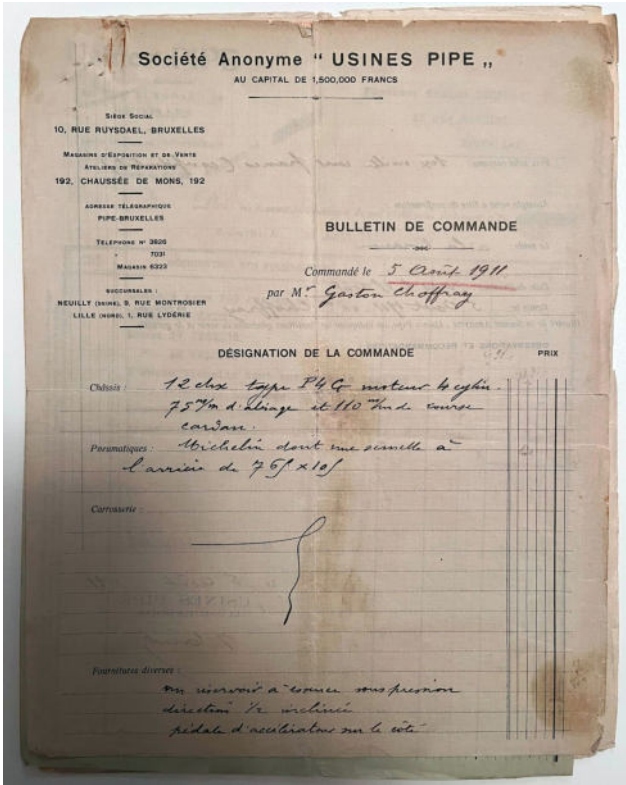 Société Anonyme “ USINES PIPE „
AU CAPITAL DE 1,500,000 FRANCS
SIÈGE SOCIAL
10, RUE RUYSDAEL, BRUXELLES
MAGASINS D'EXPOSITION ET DE VENTE
ATELIERS DE RÉPARATIONS
192, CHAUSSÉE DE MONS, 192
ADRESSE TÉLÉGRAPHIQUE
PIPE-BRUXELLES
TÉLÉPHONE Nº 3826
" 7031
MAGASIN 6323
SUCCURSALES :
NEUILLY (SEINE), 9, RUE MONTROSIER
LILLE (NORD), 1, RUE LYDÉRIC
BULLETIN DE COMMANDE
Commandé le 5 Août 1911
par Mr Gaston Choffray
DÉSIGNATION DE LA COMMANDE
PRIX
Châssis : 12 chx type P4G moteur 4 cylin.
75 m/m d'alésage et 110 m/m de course
cardan.
Pneumatiques : Michelin dont une semelle à
l'arrière de 765 x 105
Carrosserie :
Fournitures diverses :
un réservoir à essence sous pression
direction 1/2 inclinée
pédale d'accélérateur sur le côté